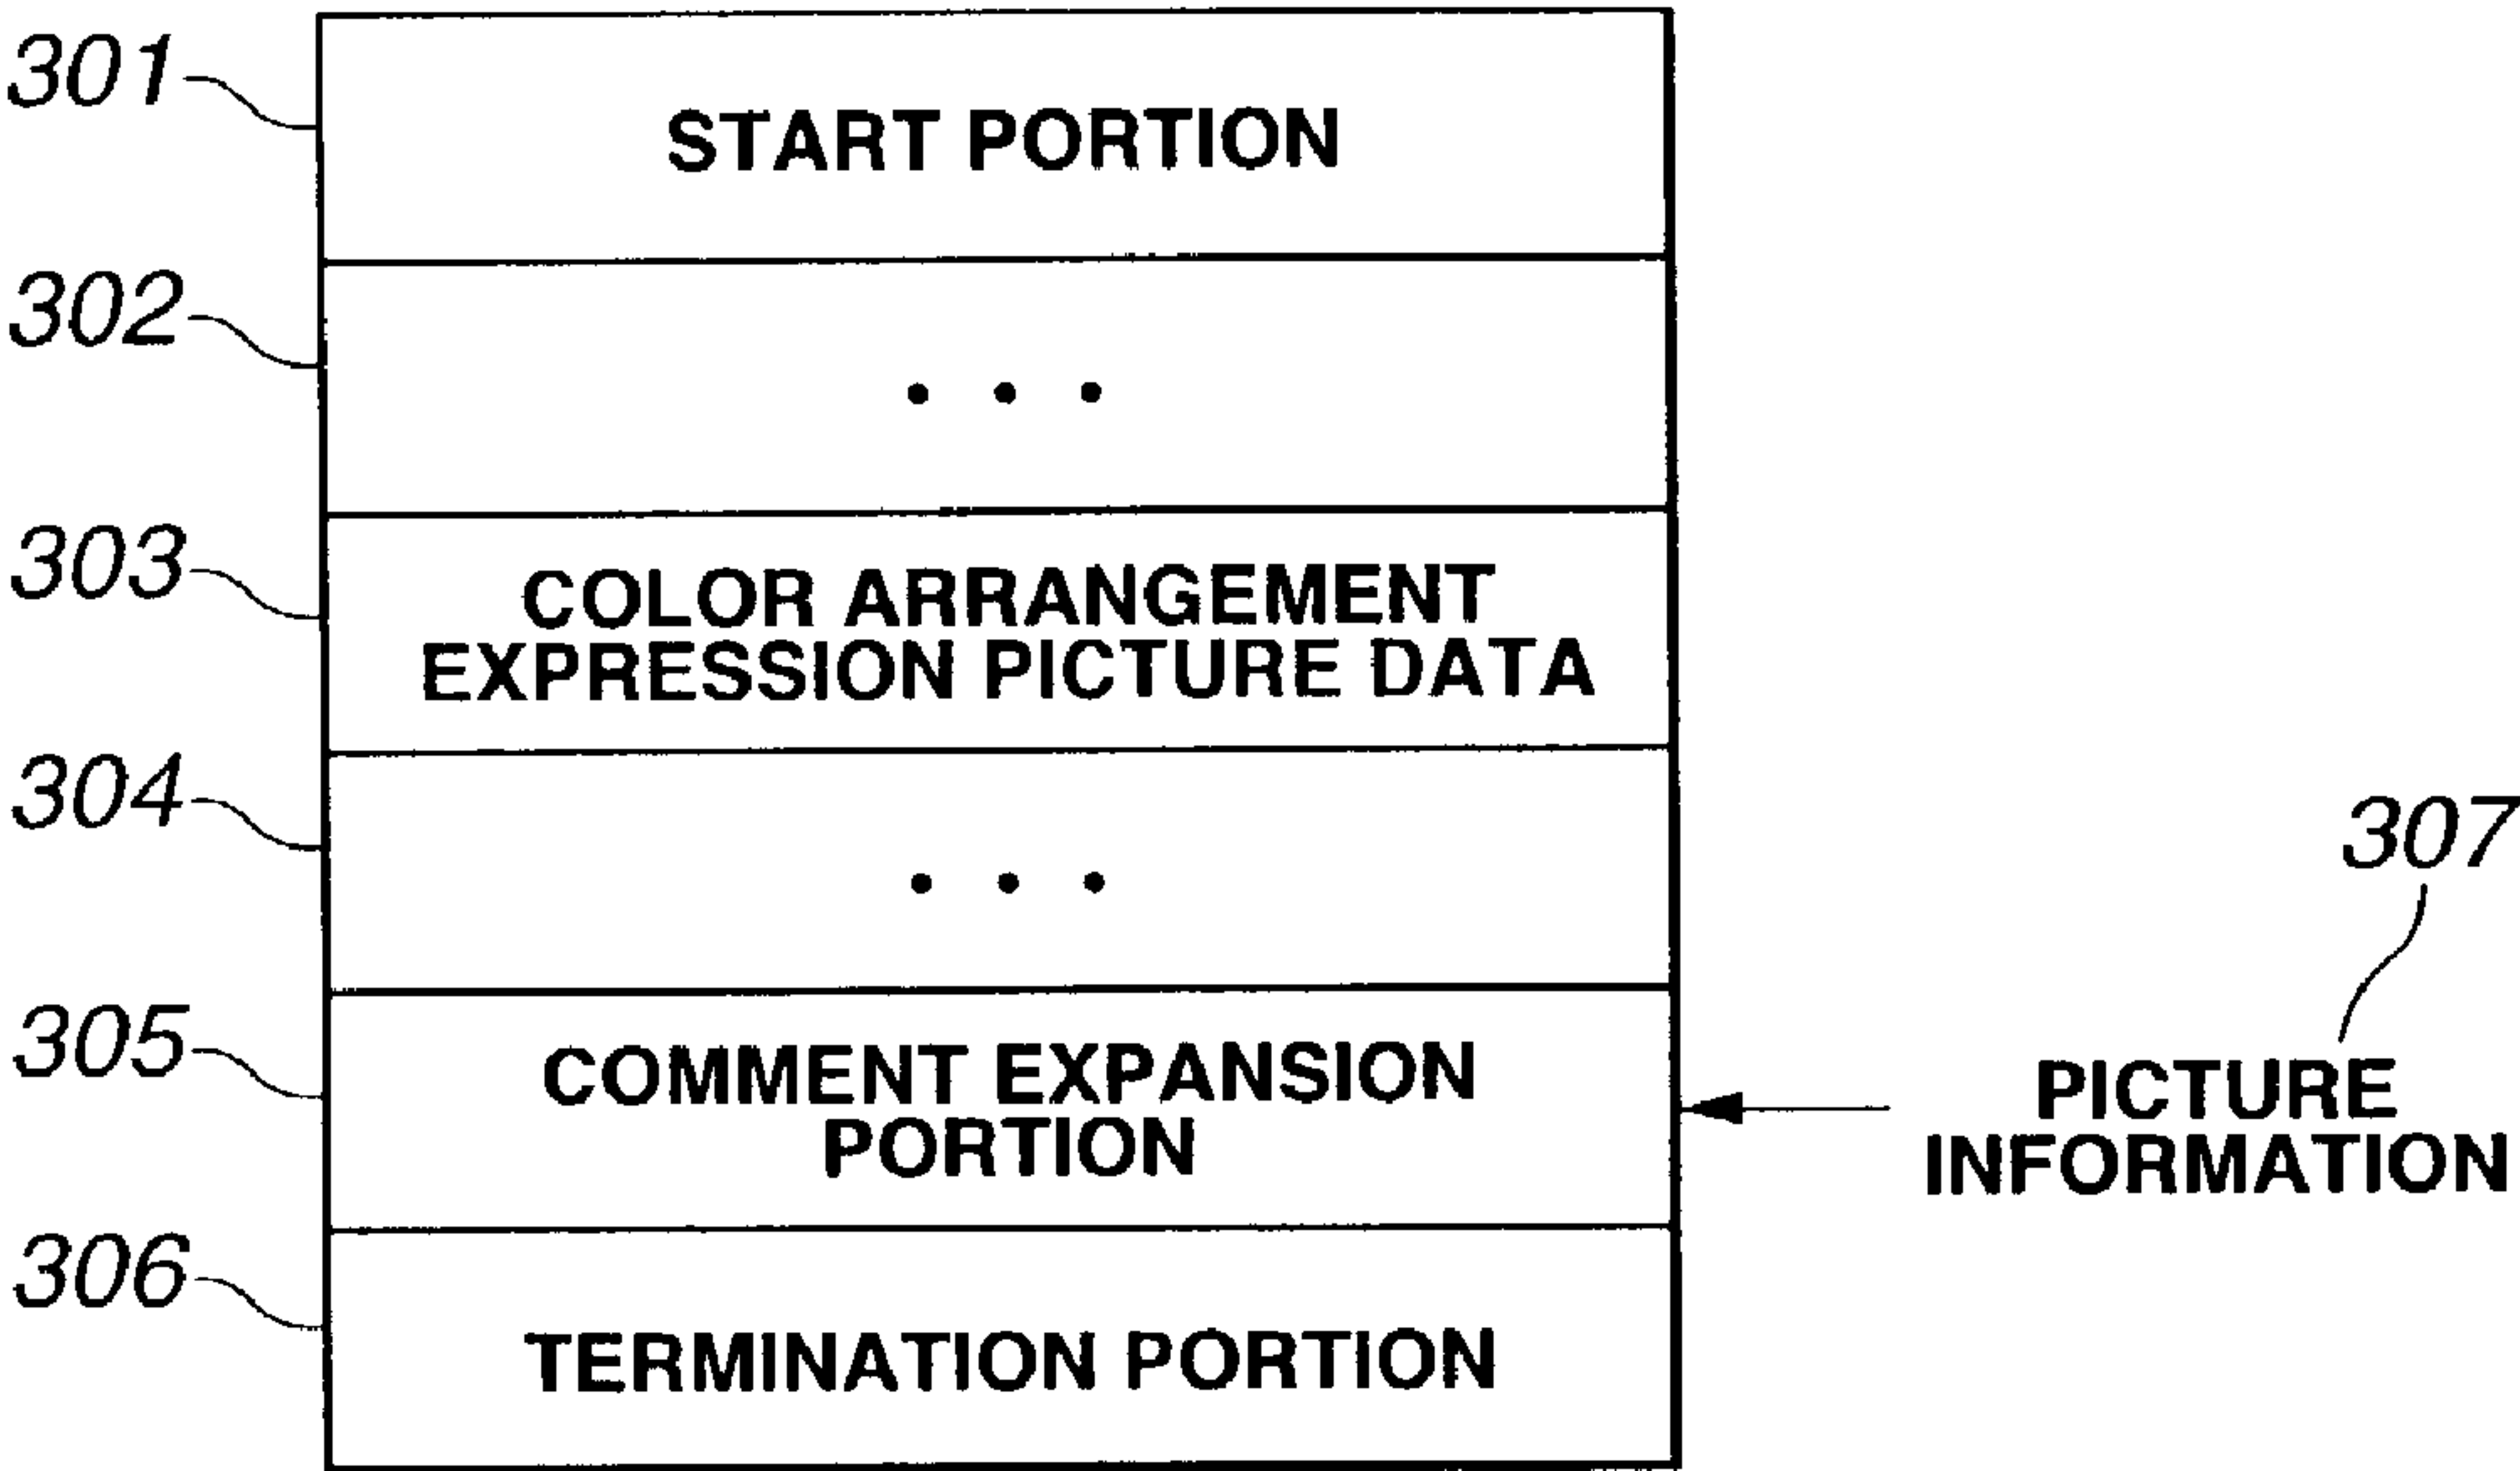 301
START PORTION
302
• • •
303
COLOR ARRANGEMENT
EXPRESSION PICTURE DATA
304
• • •
307
305
COMMENT EXPANSION
PORTION
PICTURE
INFORMATION
306
TERMINATION PORTION